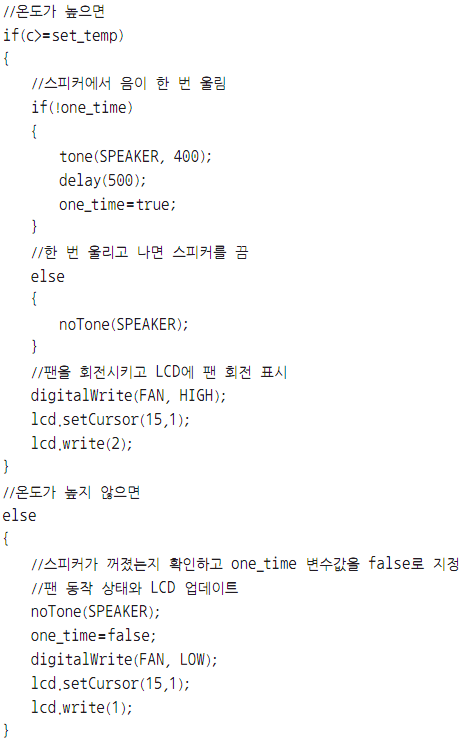 //온도가 높으면
if(c>=set_temp)
{
//스피커에서 음이 한 번 울림
if(!one_time)
{
tone(SPEAKER, 400);
delay(500);
one_time=true;
}
//한 번 울리고 나면 스피커를 끔
else
{
noTone(SPEAKER);
}
//팬을 회전시키고 LCD에 팬 회전 표시
digitalWrite(FAN, HIGH);
lcd.setCursor(15,1);
lcd.write(2);
}
//온도가 높지 않으면
else
{
//스피커가 꺼졌는지 확인하고 one_time 변수값을 false로 지정
//팬 동작 상태와 LCD 업데이트
noTone(SPEAKER);
one_time=false;
digitalWrite(FAN, LOW);
lcd.setCursor(15,1);
lcd.write(1);
}